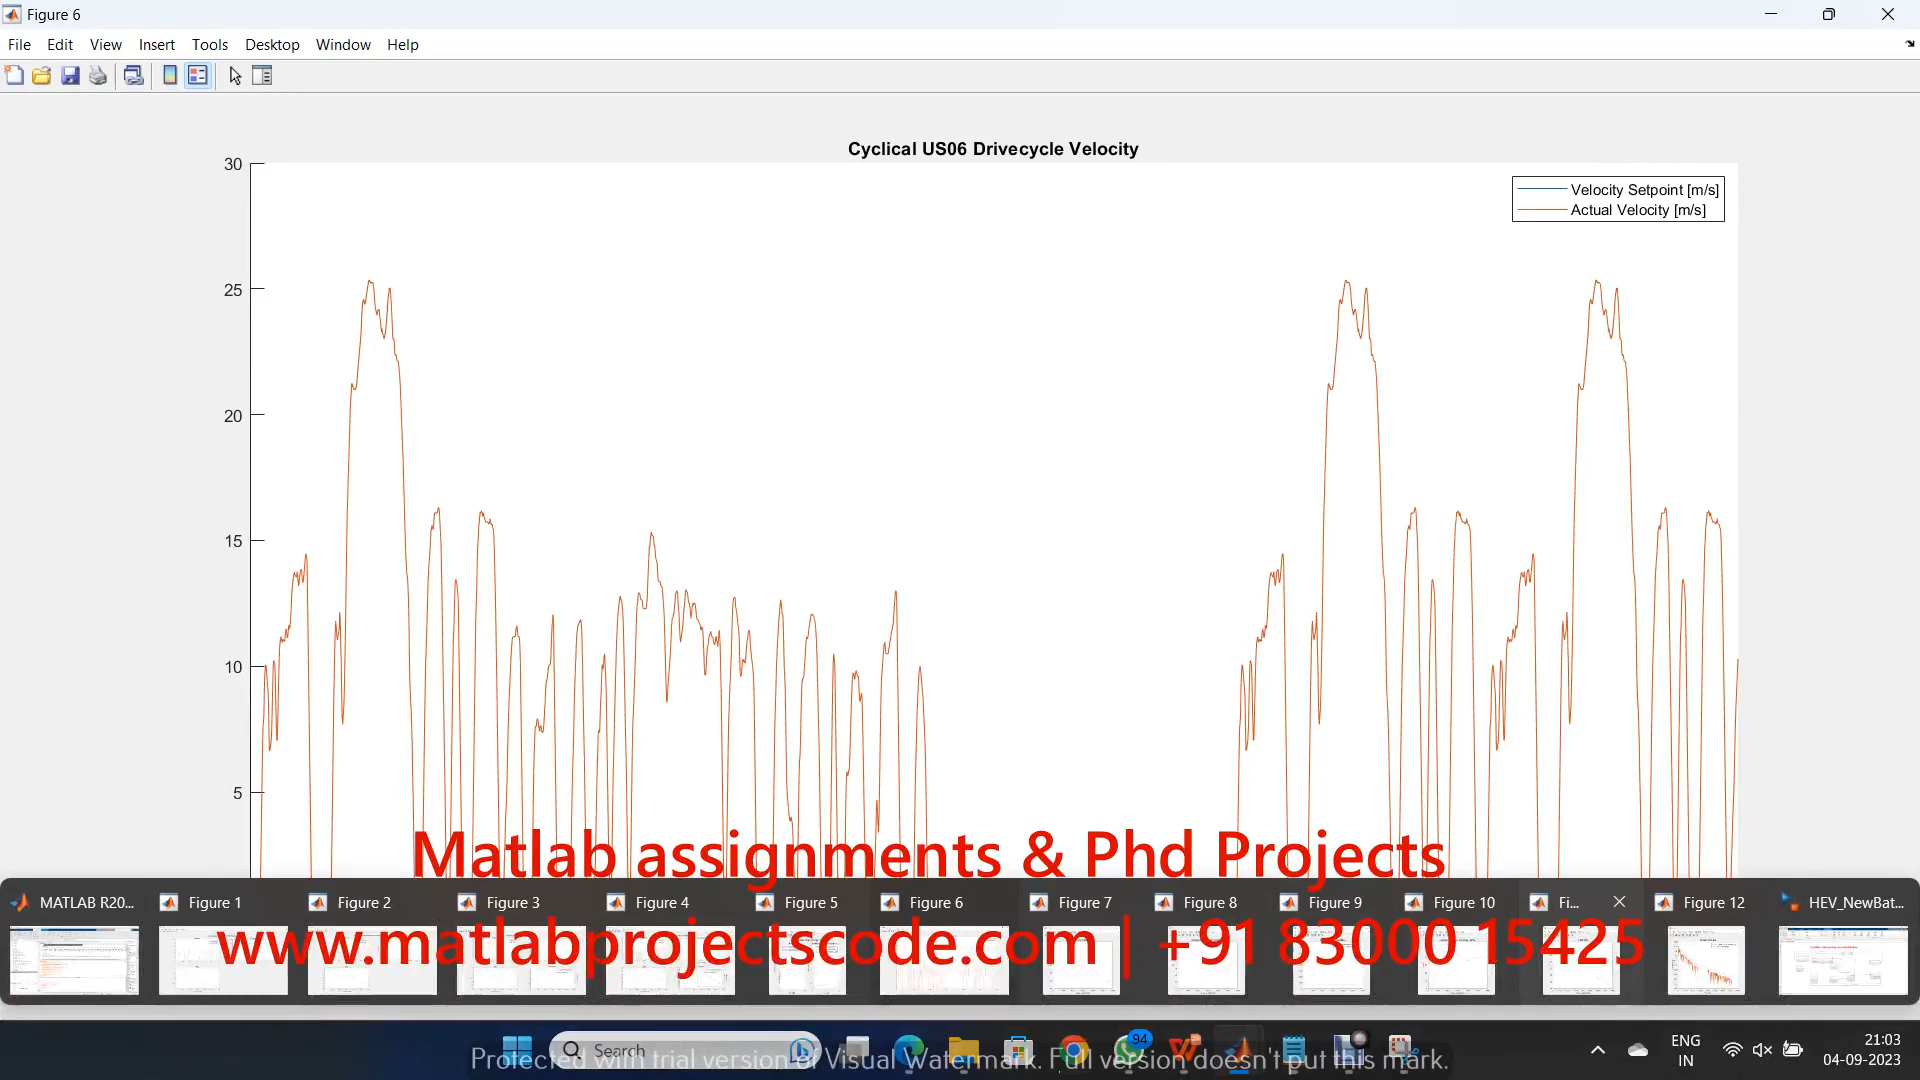 Figure 6
File Edit View Insert Tools Desktop Window Help
Cyclical US06 Drivecycle Velocity
30
25
20
15
10
5
Velocity Setpoint [m/s]
Actual Velocity [m/s]
Matlab assignments & Phd Projects
MATLAB R20... Figure 1 Figure 2 Figure 3 Figure 4 Figure 5 Figure 6 Figure 7 Figure 8 Figure 9 Figure 10 Fi... Figure 12 HEV_NewBat...
www.matlabprojectscode.com | +91 83000 15425
Search
94
ENG
IN
21:03
04-09-2023
Protected with trial version of Visual Watermark. Full version doesn't put this mark.